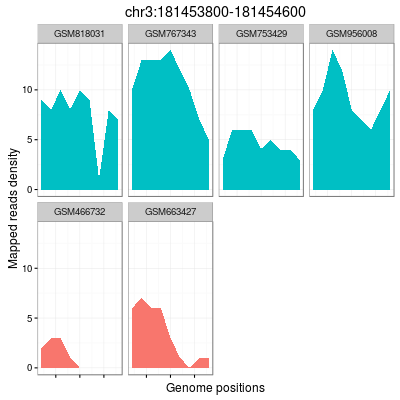 chr3:181453800-181454600
GSM818031 GSM767343 GSM753429 GSM956008
10
5
0
GSM466732 GSM663427
10
5
0
Mapped reads density
Genome positions